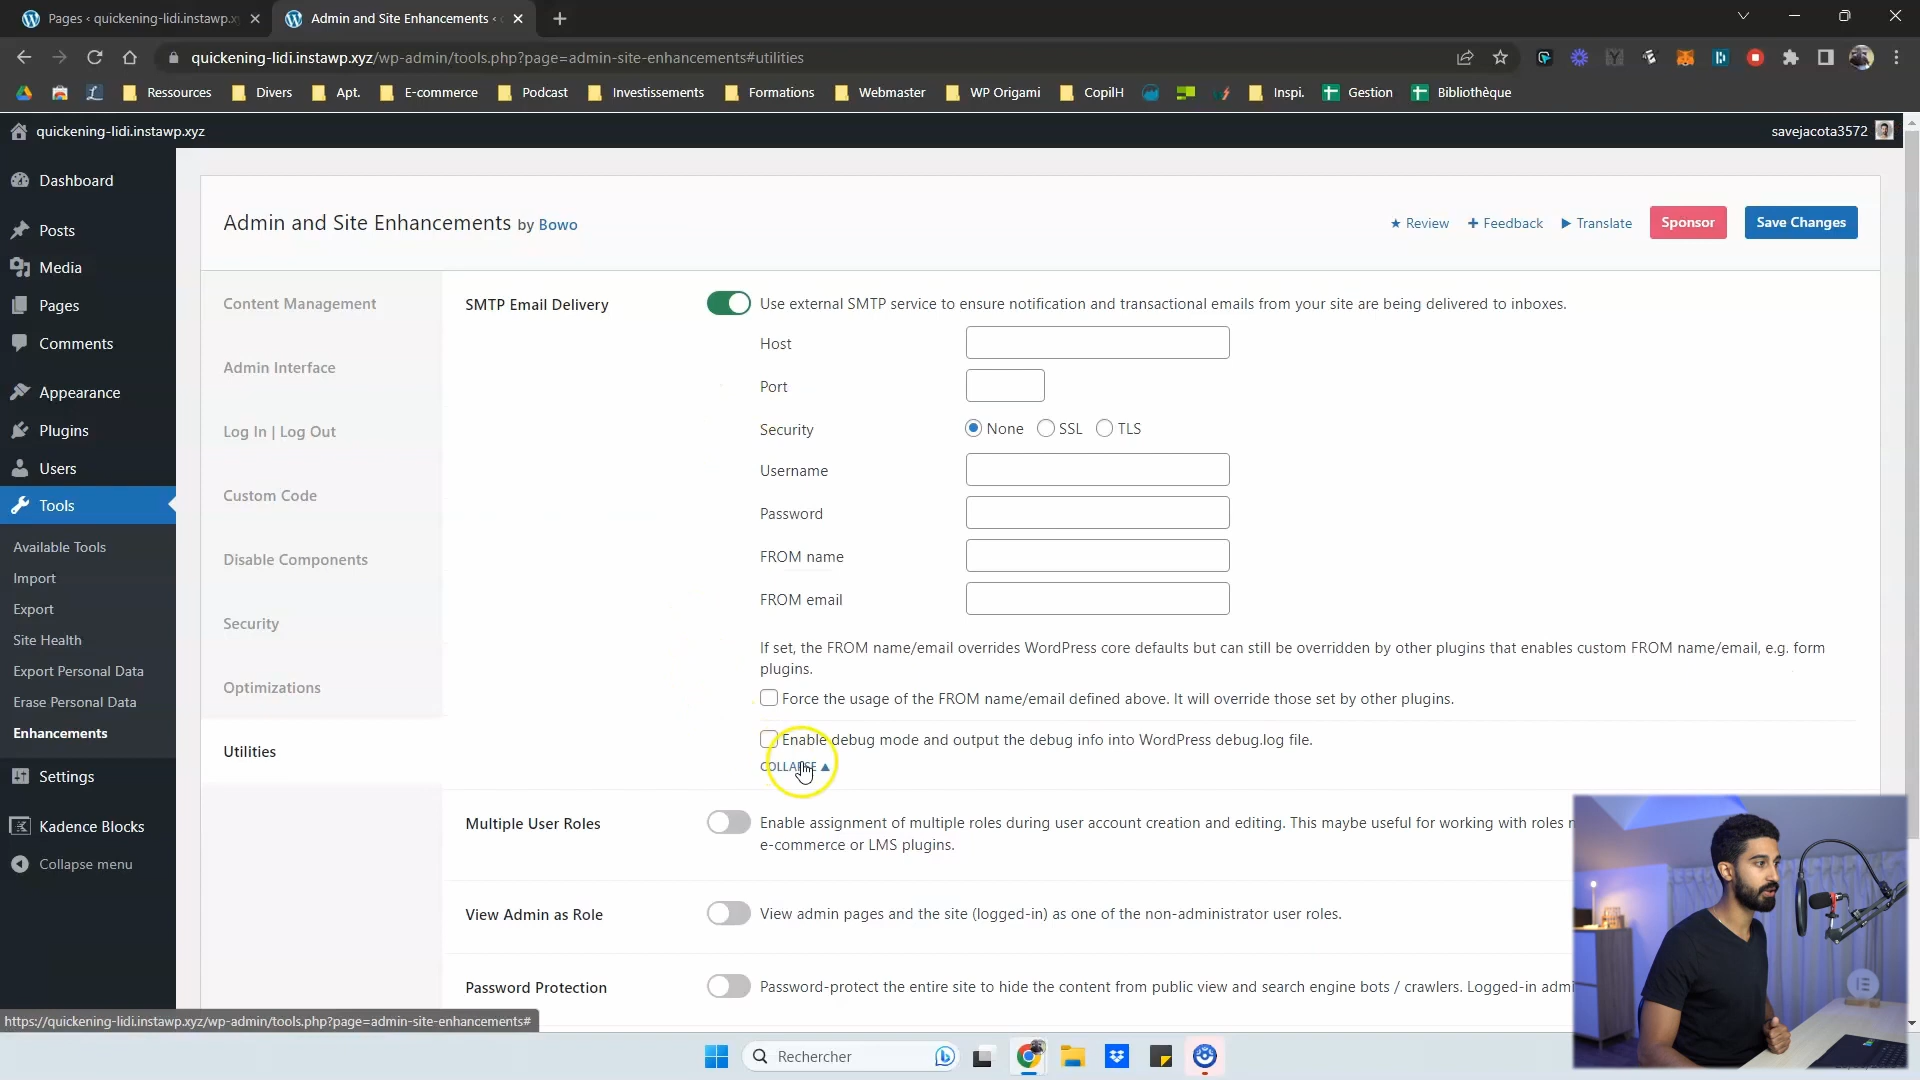 Pages ‹ quickening-lidi.instawp.xy
Admin and Site Enhancements ‹
quickening-lidi.instawp.xyz/wp-admin/tools.php?page=admin-site-enhancements#utilities
Ressources
Divers
Apt.
E-commerce
Podcast
Investissements
Formations
Webmaster
WP Origami
CopilH
Inspi.
Gestion
Bibliothèque
quickening-lidi.instawp.xyz
savejacota3572
Dashboard
Posts
Media
Pages
Comments
Appearance
Plugins
Users
Tools
Available Tools
Import
Export
Site Health
Export Personal Data
Erase Personal Data
Enhancements
Settings
Kadence Blocks
Collapse menu
Admin and Site Enhancements by Bowo
Review
Feedback
Translate
Sponsor
Save Changes
Content Management
Admin Interface
Log In | Log Out
Custom Code
Disable Components
Security
Optimizations
Utilities
SMTP Email Delivery
Use external SMTP service to ensure notification and transactional emails from your site are being delivered to inboxes.
Host
Port
Security
None
SSL
TLS
Username
Password
FROM name
FROM email
If set, the FROM name/email overrides WordPress core defaults but can still be overridden by other plugins that enables custom FROM name/email, e.g. form
plugins.
Force the usage of the FROM name/email defined above. It will override those set by other plugins.
Enable debug mode and output the debug info into WordPress debug.log file.
COLLAPSE ▲
Multiple User Roles
Enable assignment of multiple roles during user account creation and editing. This maybe useful for working with roles n
e-commerce or LMS plugins.
View Admin as Role
View admin pages and the site (logged-in) as one of the non-administrator user roles.
Password Protection
Password-protect the entire site to hide the content from public view and search engine bots / crawlers. Logged-in admi
https://quickening-lidi.instawp.xyz/wp-admin/tools.php?page=admin-site-enhancements#
Rechercher